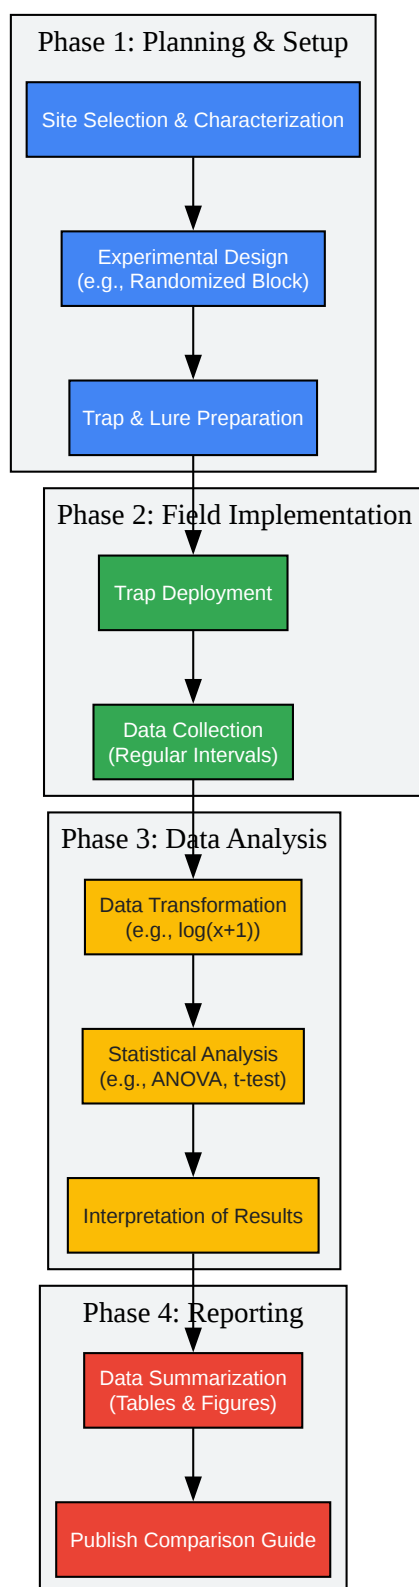 Phase 1: Planning & Setup
Site Selection & Characterization
Experimental Design
(e.g., Randomized Block)
Trap & Lure Preparation
Phase 2: Field Implementation
Trap Deployment
Data Collection
(Regular Intervals)
Phase 3: Data Analysis
Data Transformation
(e.g., log(x+1))
Statistical Analysis
(e.g., ANOVA, t-test)
Interpretation of Results
Phase 4: Reporting
Data Summarization
(Tables & Figures)
Publish Comparison Guide